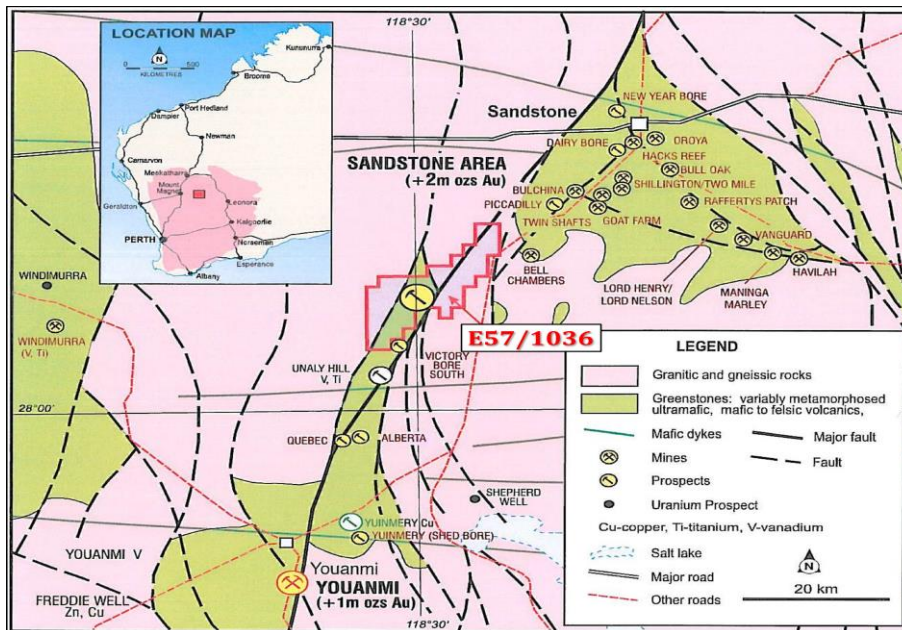 118°30'
LOCATION MAP
N
0 500
KILOMETRES
Kununurra
Broome
Port Hedland
Dampier
Newman
Carnarvon
Meekatharra
Mount
Magnet
Leonora
Geraldton
Kalgoorlie
PERTH
Norseman
Esperance
Albany
NEW YEAR BORE
Sandstone
DAIRY BORE
OROYA
HACKS REEF
BULL OAK
SANDSTONE AREA
(+2m ozs Au)
BULCHINA
SHILLINGTON/TWO MILE
PICCADILLY
RAFFERTYS PATCH
TWIN SHAFTS
GOAT FARM
VANGUARD
BELL
CHAMBERS
HAVILAH
LORD HENRY/
LORD NELSON
MANINGA
MARLEY
WINDIMURRA
WINDIMURRA
(V, Ti)
E57/1036
VICTORY
BORE
SOUTH
UNALY HILL
V, Ti
28°00'
QUEBEC
ALBERTA
SHEPHERD
WELL
YUINMERY Cu
YUINMERY (SHED BORE)
YOUANMI V
Youanmi
YOUANMI
(+1m ozs Au)
FREDDIE WELL
Zn, Cu
118°30'
LEGEND
Granitic and gneissic rocks
Greenstones: variably metamorphosed
ultramafic, mafic to felsic volcanics,
Mafic dykes
Major fault
Mines
Fault
Prospects
Uranium Prospect
Cu-copper, Ti-titanium, V-vanadium
Salt lake
N
Major road
20 km
Other roads